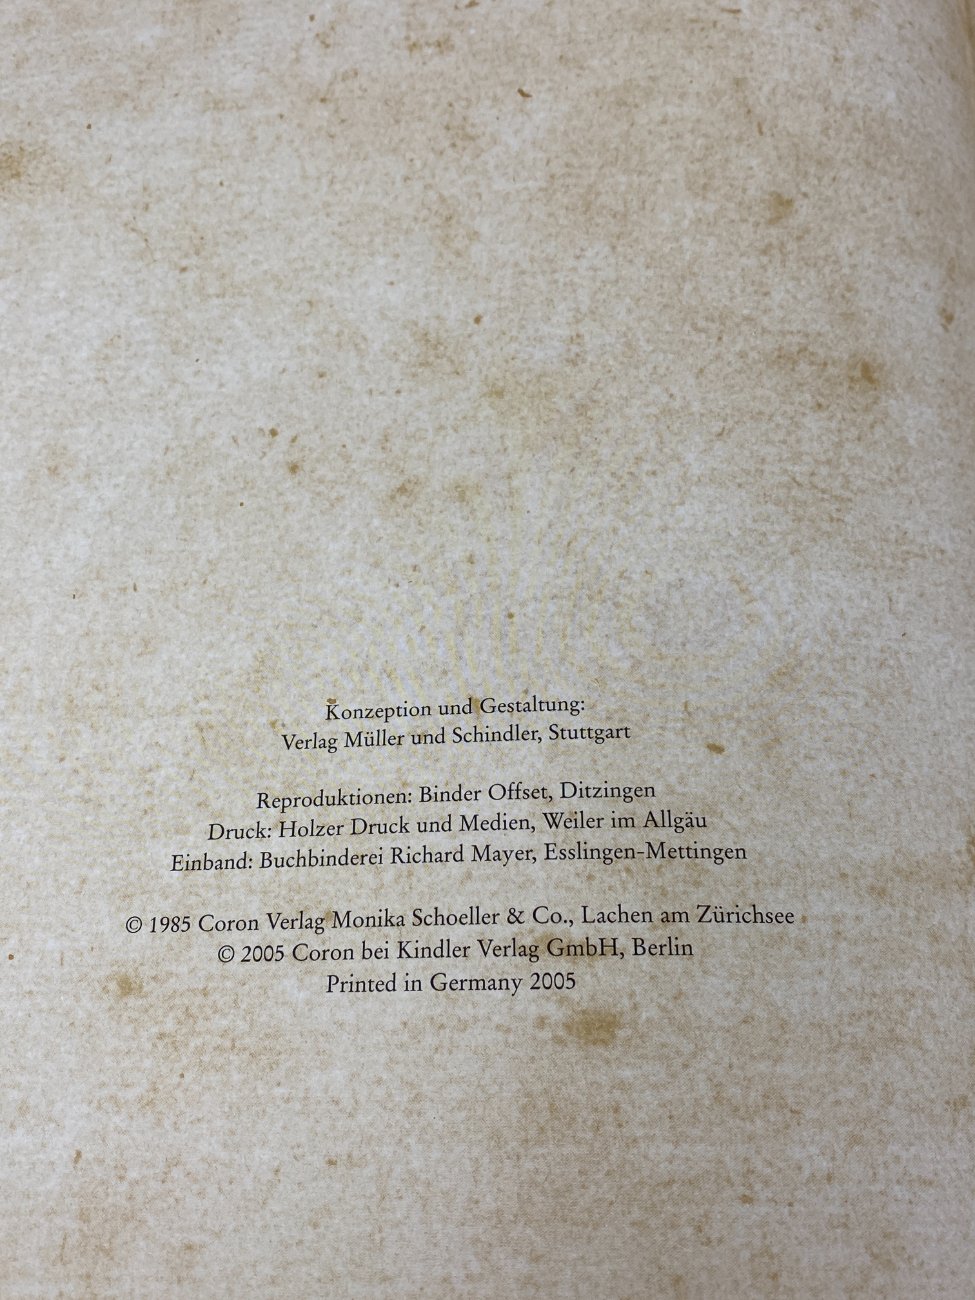 Konzeption und Gestaltung:
Verlag Müller und Schindler, Stuttgart
Reproduktionen: Binder Offset, Ditzingen
Druck: Holzer Druck und Medien, Weiler im Allgäu
Einband: Buchbinderei Richard Mayer, Esslingen-Mettingen
© 1985 Coron Verlag Monika Schoeller & Co., Lachen am Zürichsee
© 2005 Coron bei Kindler Verlag GmbH, Berlin
Printed in Germany 2005